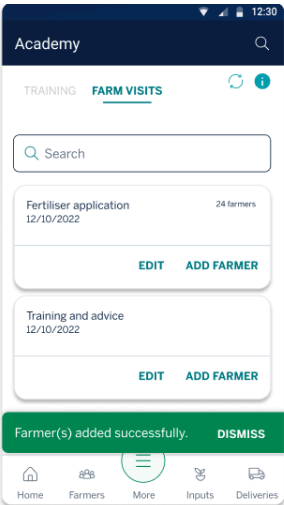 12:30
Academy
TRAINING FARM VISITS
Search
Fertiliser application 24 farmers
12/10/2022
EDIT ADD FARMER
Training and advice
12/10/2022
EDIT ADD FARMER
Farmer(s) added successfully. DISMISS
Home Farmers More Inputs Deliveries